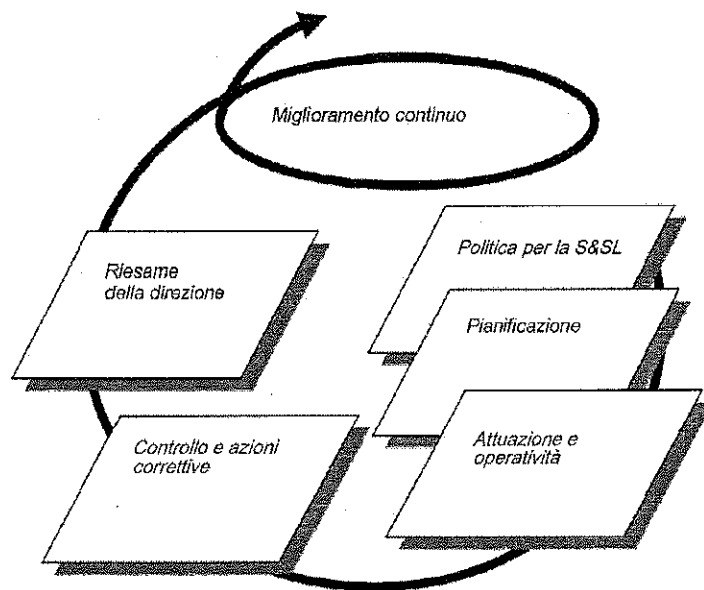 Miglioramento continuo
Politica per la S&SL
Pianificazione
Attuazione e
operatività
Controllo e azioni
correttive
Riesame
della direzione